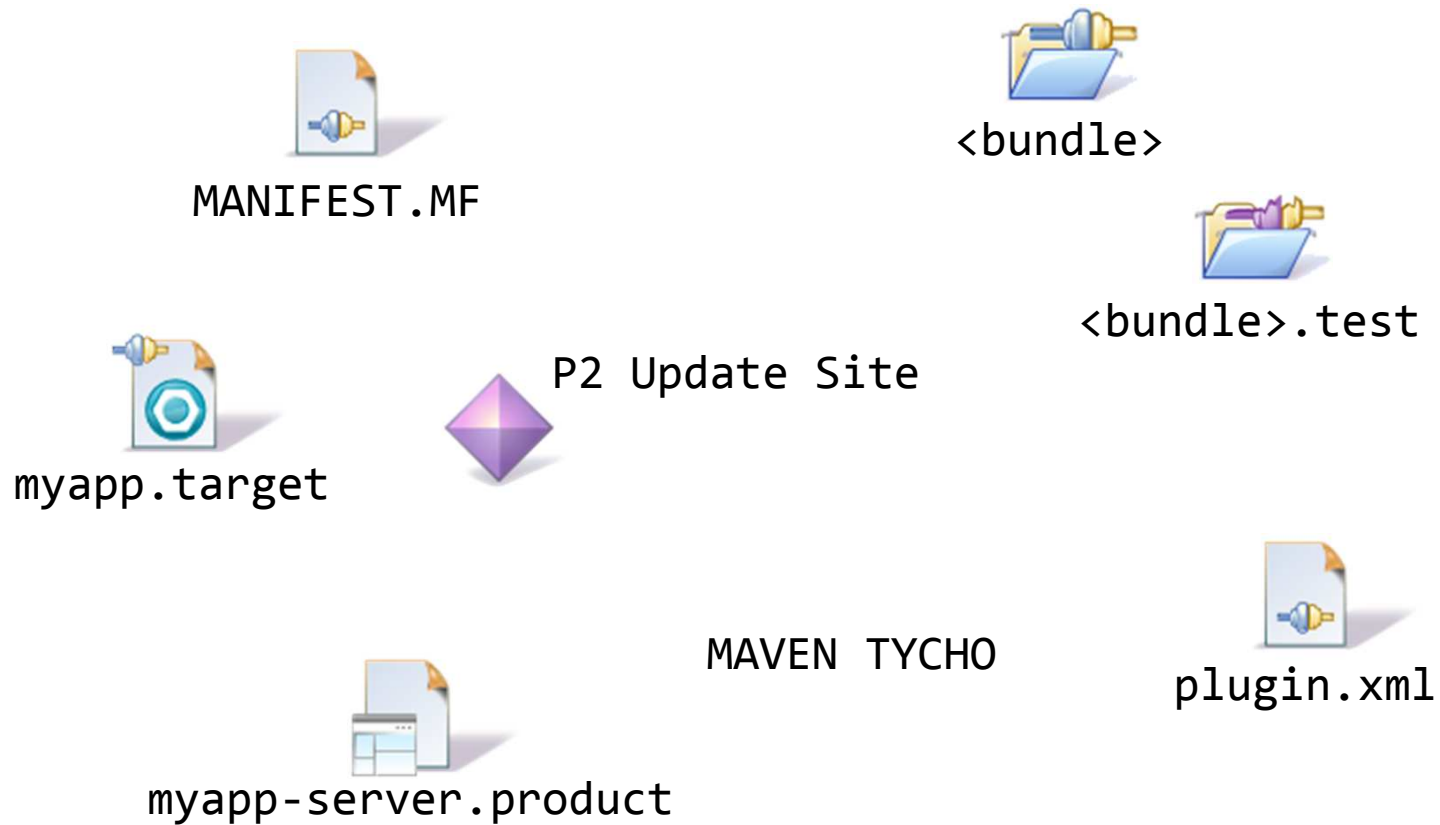 <bundle>
MANIFEST.MF
<bundle>.test
P2 Update Site
myapp.target
MAVEN TYCHO
plugin.xml
myapp-server.product